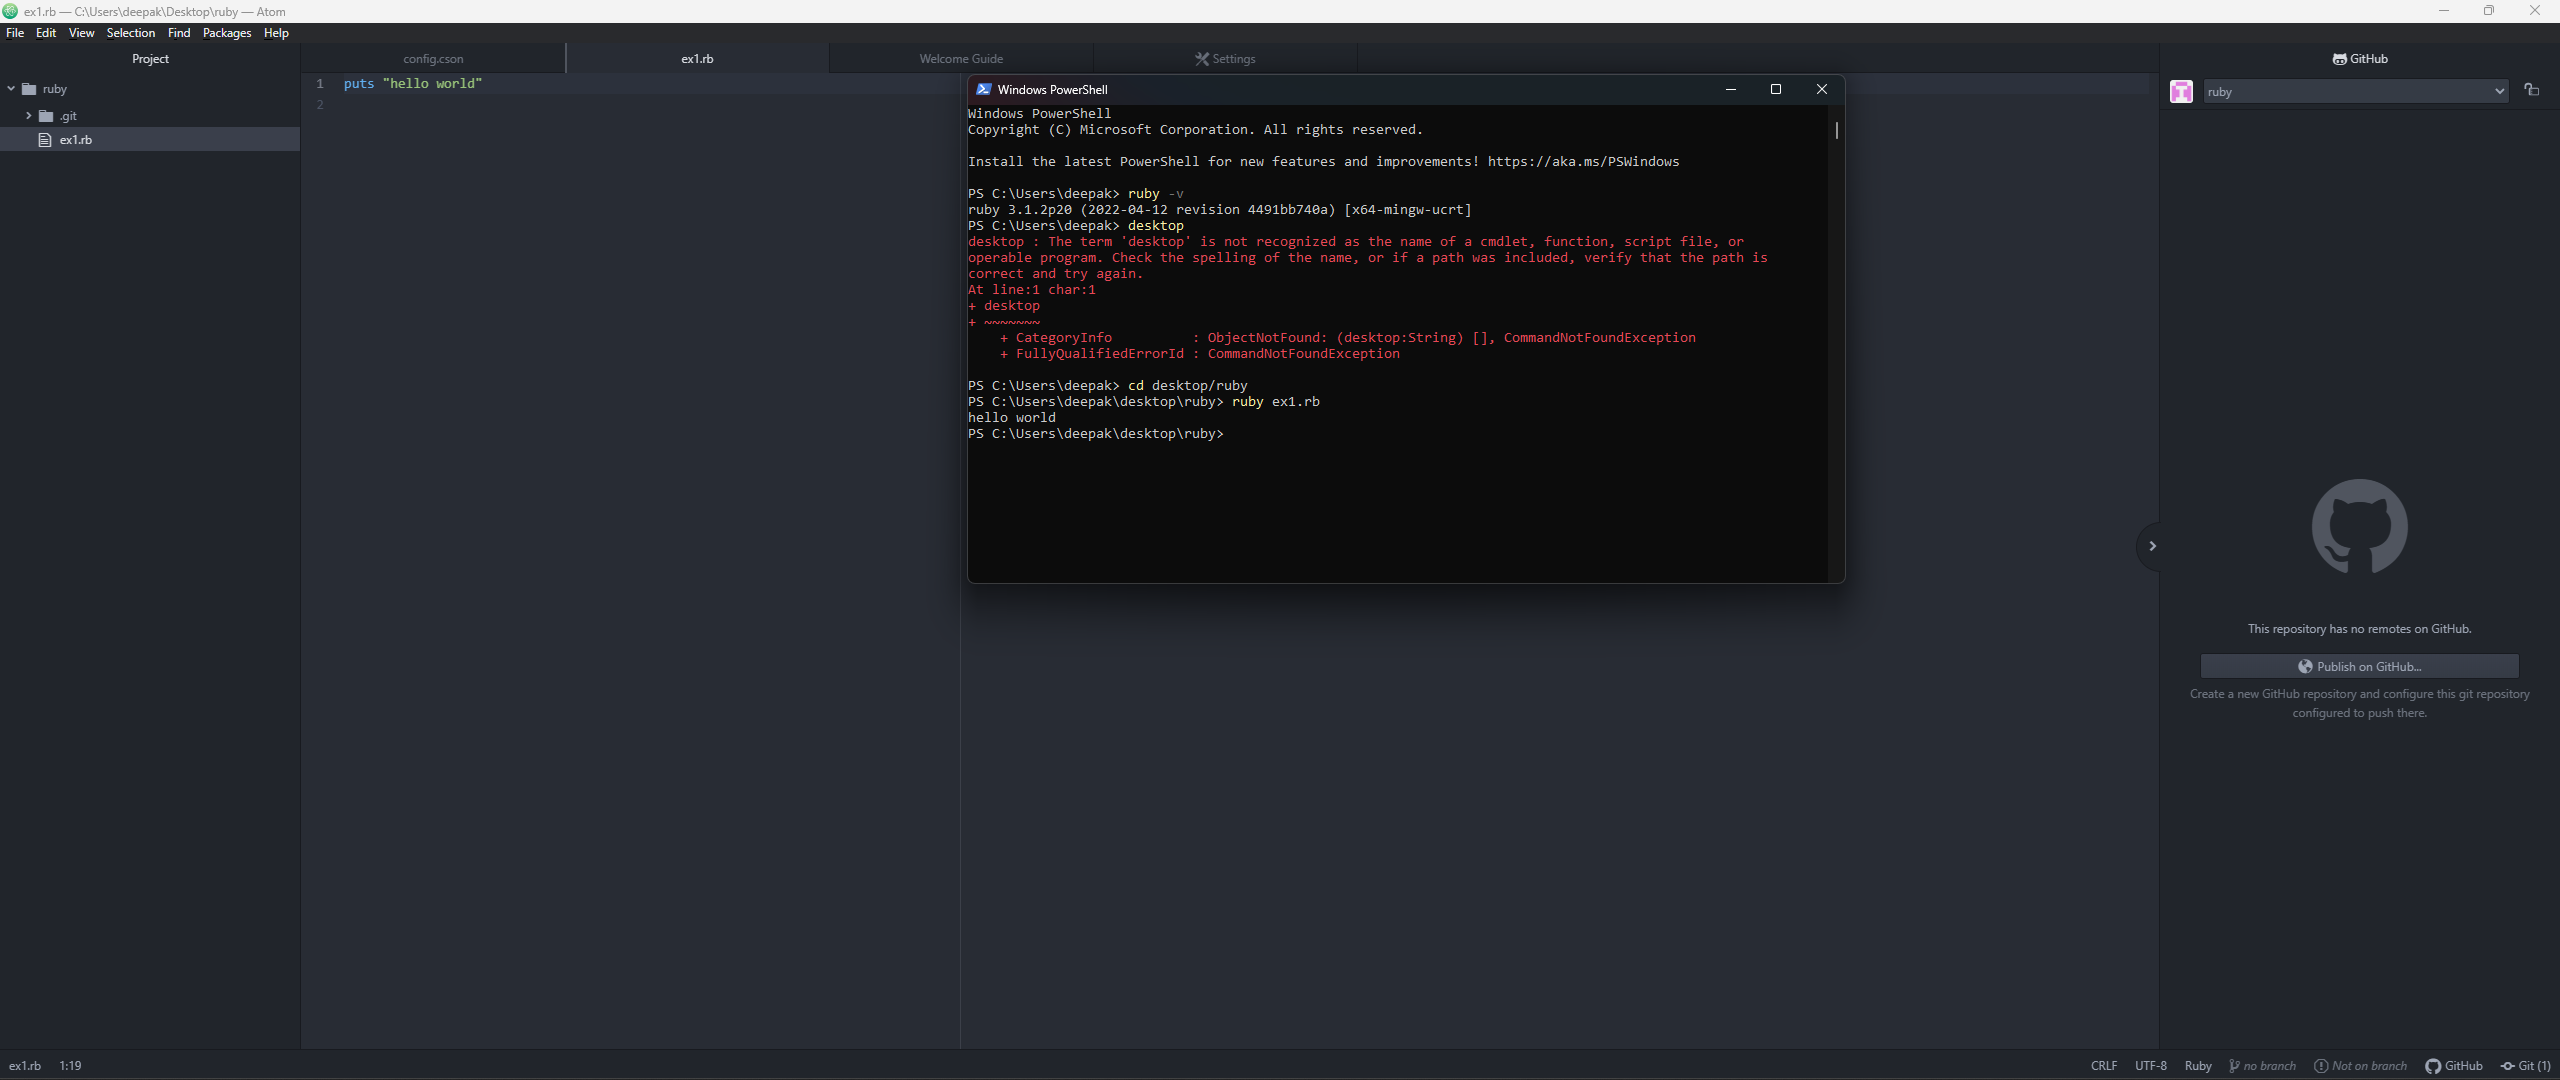 ex1.rb — C:\Users\deepak\Desktop\ruby — Atom
File Edit View Selection Find Packages Help
Project
ruby
.git
ex1.rb
config.cson
ex1.rb
Welcome Guide
Settings
1 puts "hello world"
2
Windows PowerShell
Windows PowerShell
Copyright (C) Microsoft Corporation. All rights reserved.
Install the latest PowerShell for new features and improvements! https://aka.ms/PSWindows
PS C:\Users\deepak> ruby -v
ruby 3.1.2p20 (2022-04-12 revision 4491bb740a) [x64-mingw-ucrt]
PS C:\Users\deepak> desktop
desktop : The term 'desktop' is not recognized as the name of a cmdlet, function, script file, or
operable program. Check the spelling of the name, or if a path was included, verify that the path is
correct and try again.
At line:1 char:1
+ desktop
+ ~~~~~~~
+ CategoryInfo : ObjectNotFound: (desktop:String) [], CommandNotFoundException
+ FullyQualifiedErrorId : CommandNotFoundException
PS C:\Users\deepak> cd desktop/ruby
PS C:\Users\deepak\desktop\ruby> ruby ex1.rb
hello world
PS C:\Users\deepak\desktop\ruby>
GitHub
ruby
This repository has no remotes on GitHub.
Publish on GitHub...
Create a new GitHub repository and configure this git repository
configured to push there.
ex1.rb 1:19
CRLF UTF-8 Ruby no branch Not on branch GitHub Git (1)